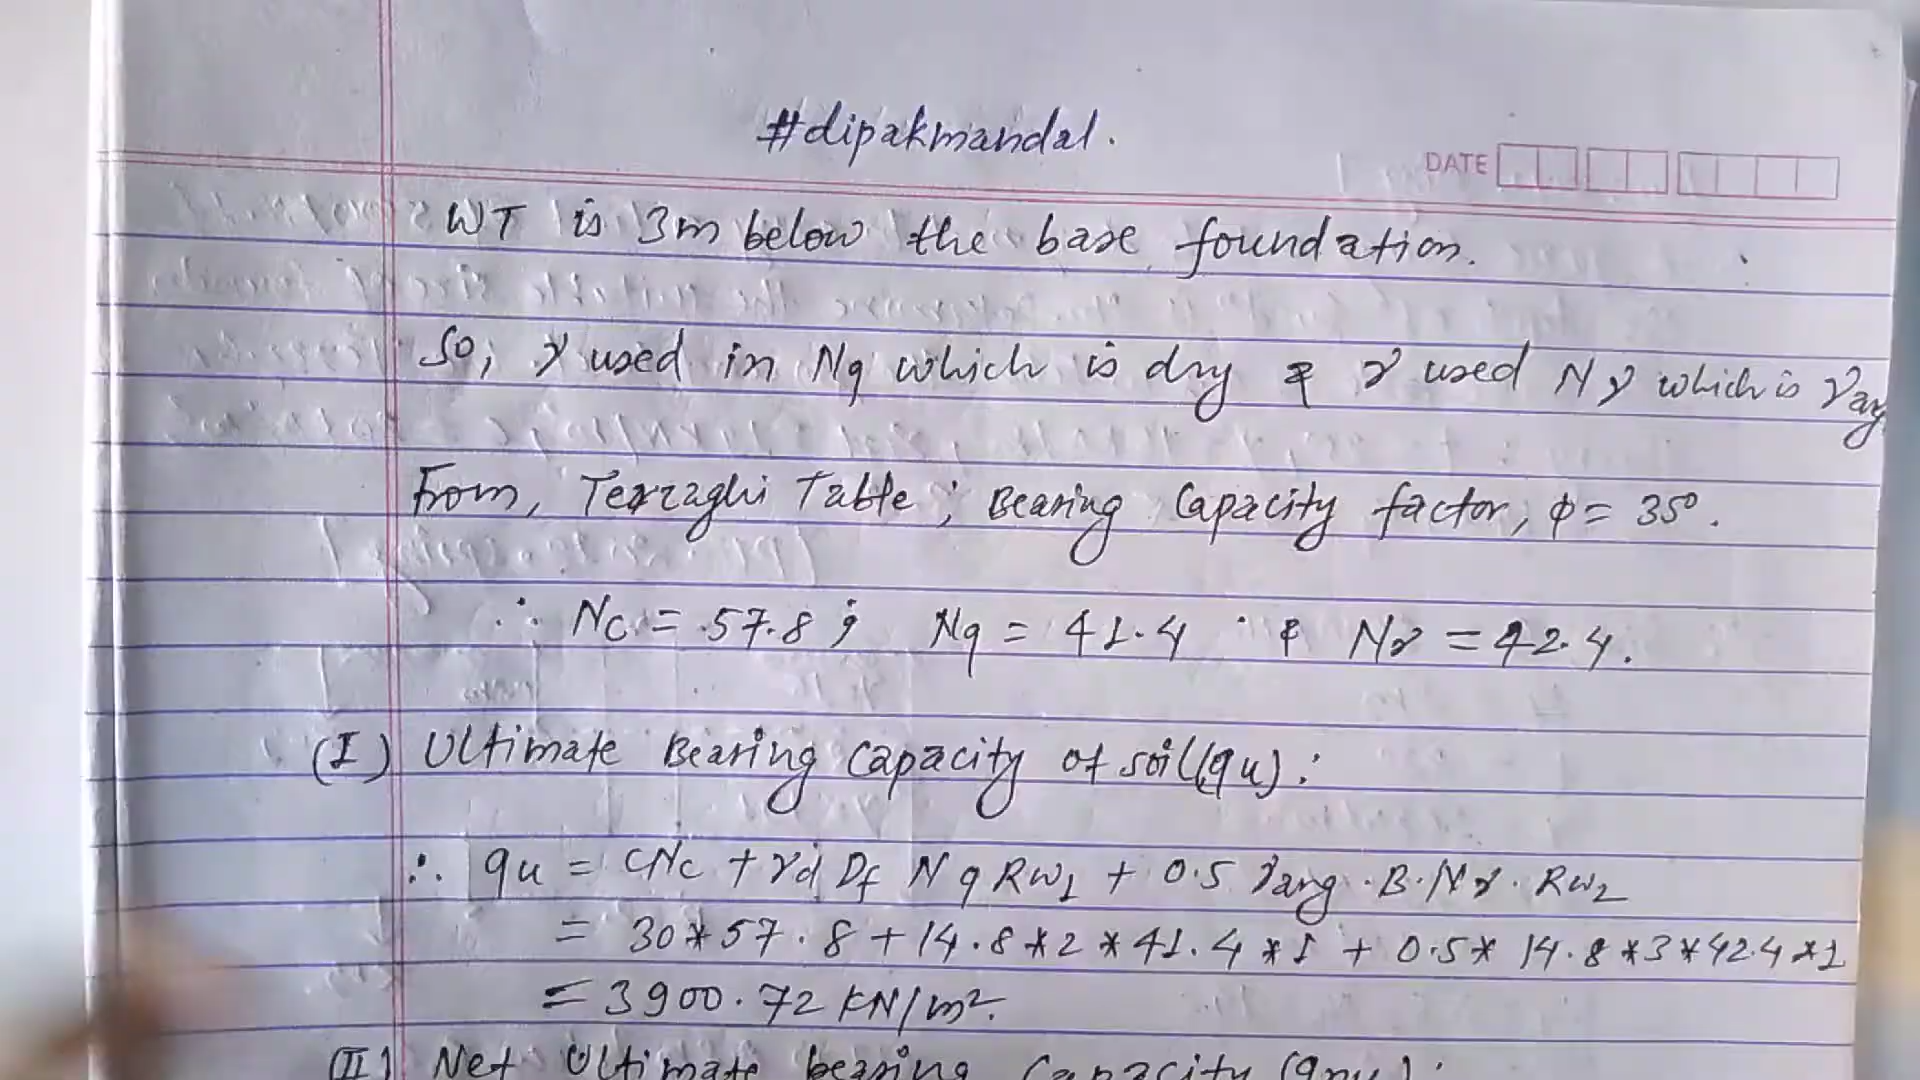 #dipakmandal.
DATE
WT is 3m below the base foundation.
So, γ used in Nq which is dry & γ used Nγ which is γavg
From, Terzaghi Table; Bearing Capacity factor, φ = 35°.
∴ Nc = 57.8; Nq = 41.4 & Nγ = 42.4.
(I) Ultimate Bearing capacity of soil(qu):
∴ qu = CNc + γd Df Nq Rw1 + 0.5 γavg . B. Nγ. Rw2
= 30*57.8 + 14.8*2*41.4*1 + 0.5*14.8*3*42.4*1
= 3900.72 KN/m².
(II) Net Ultimate bearing Capacity (qnu):